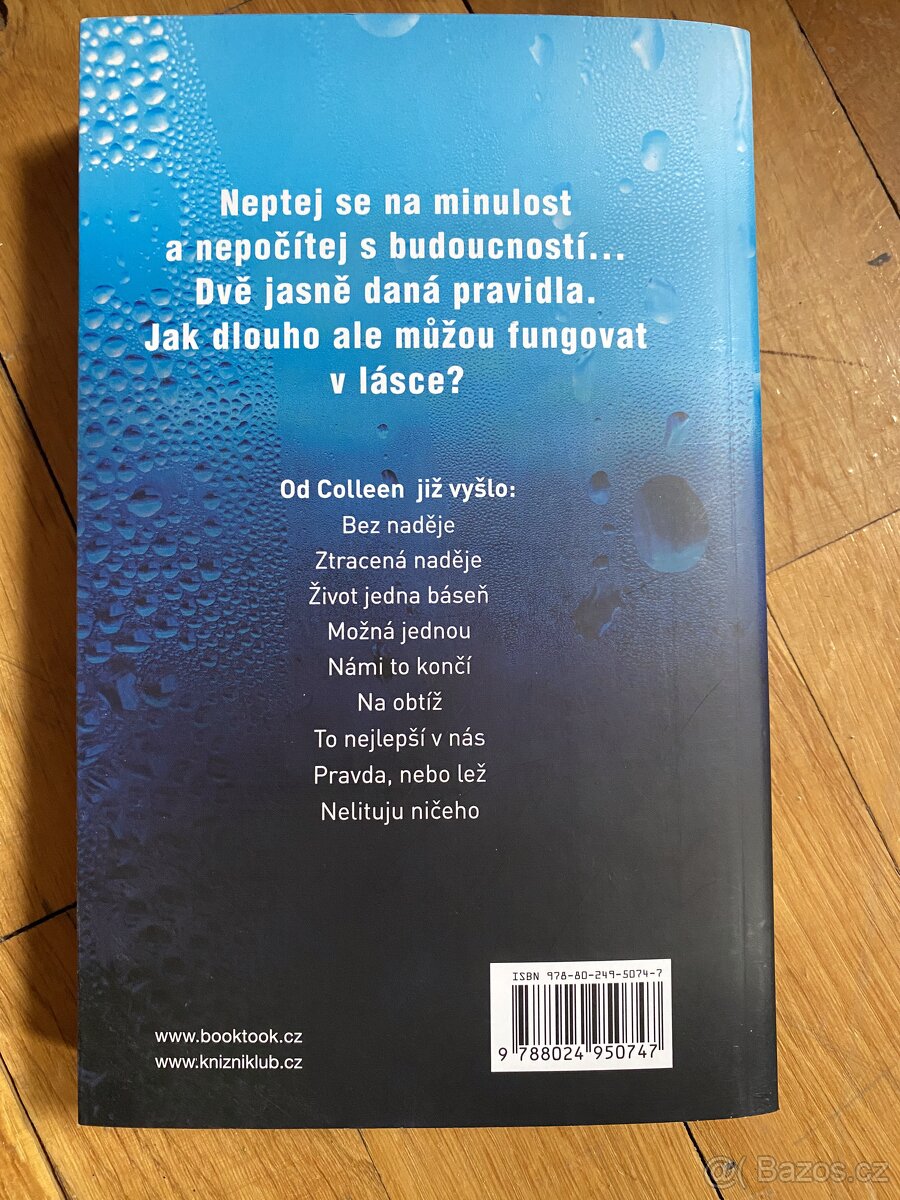 Neptej se na minulost
a nepočítej s budoucností...
Dvě jasně daná pravidla.
Jak dlouho ale můžou fungovat
v lásce?
Od Colleen již vyšlo:
Bez naděje
Ztracená naděje
Život jedna báseň
Možná jednou
Námi to končí
Na obtíž
To nejlepší v nás
Pravda, nebo lež
Nelituju ničeho
ISBN 978-80-249-5074-7
9 788024 950747
www.booktook.cz
www.knizniklub.cz
@ Bazos.cz